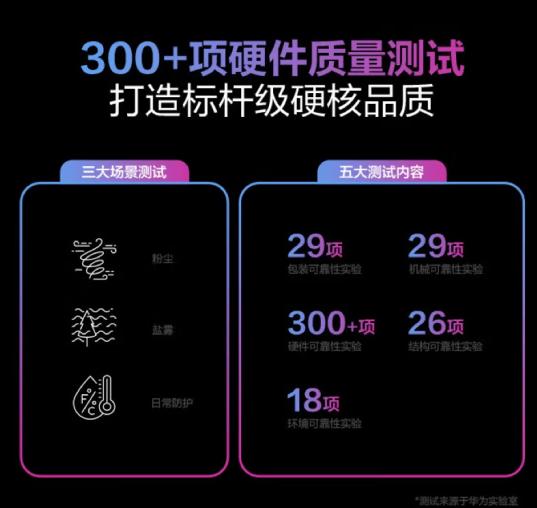 300+项硬件质量测试
打造标杆级硬核品质
三大场景测试
粉尘
盐雾
F°C
日常防护
五大测试内容
29项
包装可靠性实验
29项
机械可靠性实验
300+项
硬件可靠性实验
26项
结构可靠性实验
18项
环境可靠性实验
*测试来源于华为实验室